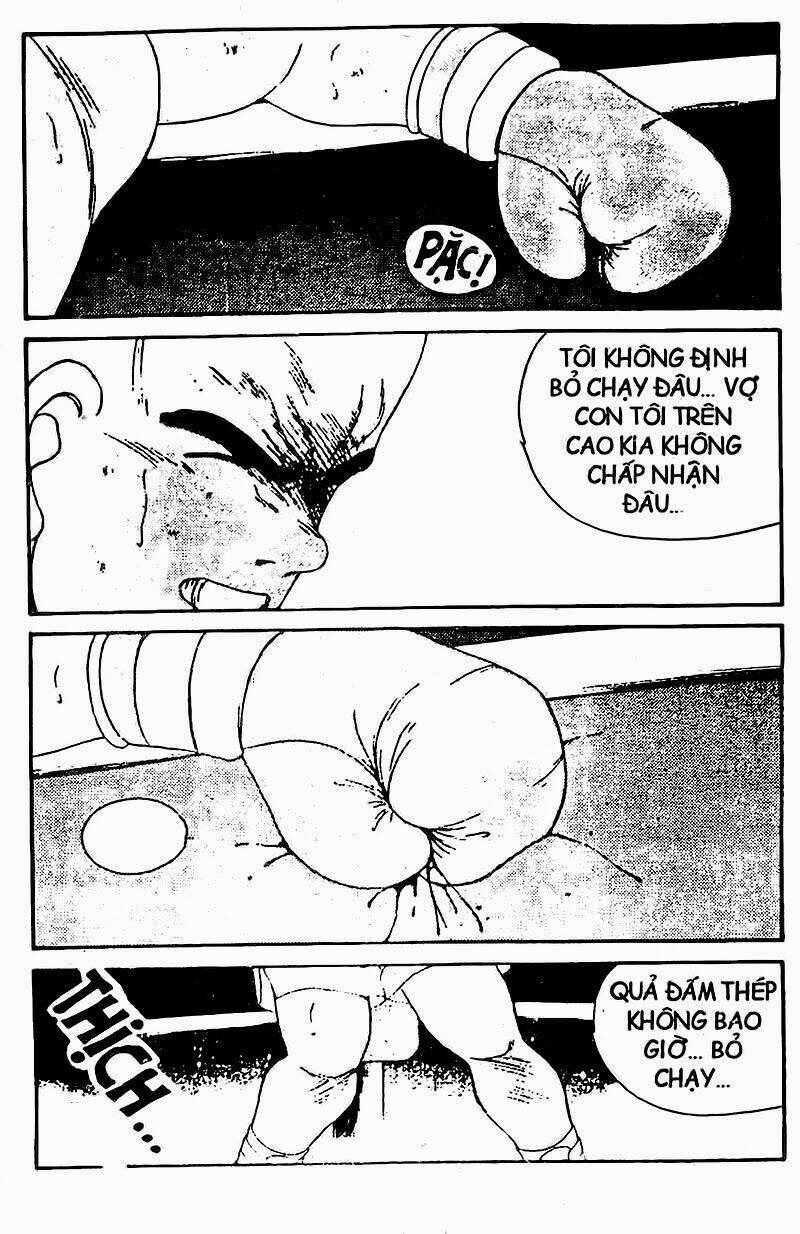 PẶC!
TÔI KHÔNG ĐỊNH
BỎ CHẠY ĐÂU... VỢ
CON TÔI TRÊN
CAO KIA KHÔNG
CHẤP NHẬN
ĐÂU...
THỊCH...
QUẢ ĐẤM THÉP
KHÔNG BAO
GIỜ... BỎ
CHẠY...